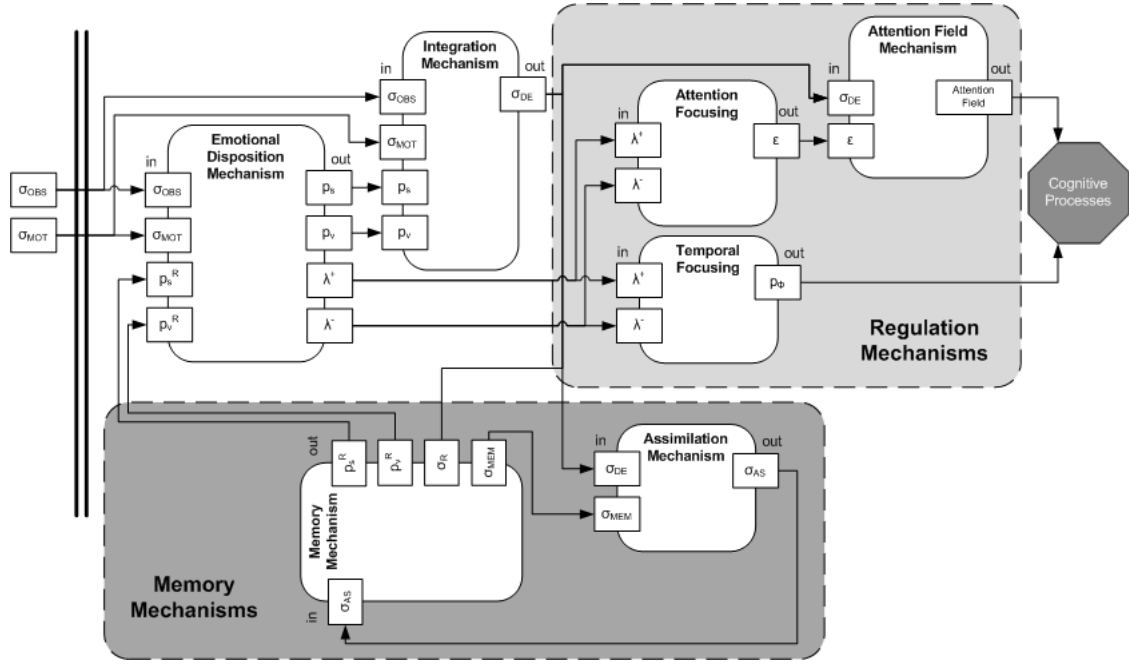 σOBS
σMOT
Emotional
Disposition
Mechanism
in
out
σOBS
σMOT
psR
pvR
ps
pv
λ+
λ-
Integration
Mechanism
in
out
σOBS
σMOT
ps
pv
σDE
Attention
Focusing
in
out
λ+
λ-
ε
Attention Field
Mechanism
in
out
σDE
ε
Attention
Field
Temporal
Focusing
in
out
λ+
λ-
pΦ
Regulation
Mechanisms
Cognitive
Processes
Memory
Mechanism
out
psR
pvR
σR
σMEM
in
σAS
Assimilation
Mechanism
in
out
σDE
σMEM
σAS
Memory
Mechanisms